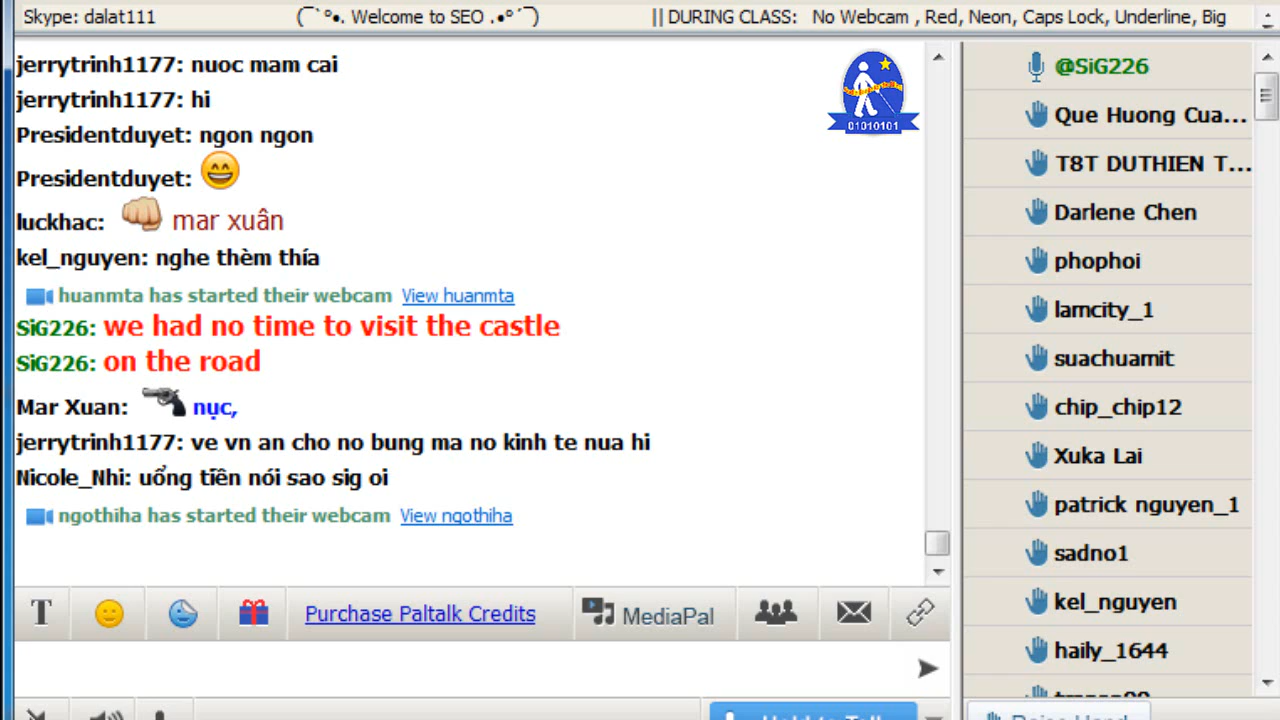 Skype: dalat111 (¯`°•. Welcome to SEO .•°´¯) || DURING CLASS: No Webcam , Red, Neon, Caps Lock, Underline, Big
jerrytrinh1177: nuoc mam cai
jerrytrinh1177: hi
Presidentduyet: ngon ngon
Presidentduyet:
luckhac: mar xuân
kel_nguyen: nghe thèm thía
huanmta has started their webcam View huanmta
SiG226: we had no time to visit the castle
SiG226: on the road
Mar Xuan: nục,
jerrytrinh1177: ve vn an cho no bung ma no kinh te nua hi
Nicole_Nhi: uổng tiền nói sao sig oi
ngothiha has started their webcam View ngothiha
01010101
T Purchase Paltalk Credits MediaPal
@SiG226
Que Huong Cua...
T8T DUTHIEN T...
Darlene Chen
phophoi
lamcity_1
suachuamit
chip_chip12
Xuka Lai
patrick nguyen_1
sadno1
kel_nguyen
haily_1644
Raise Hand